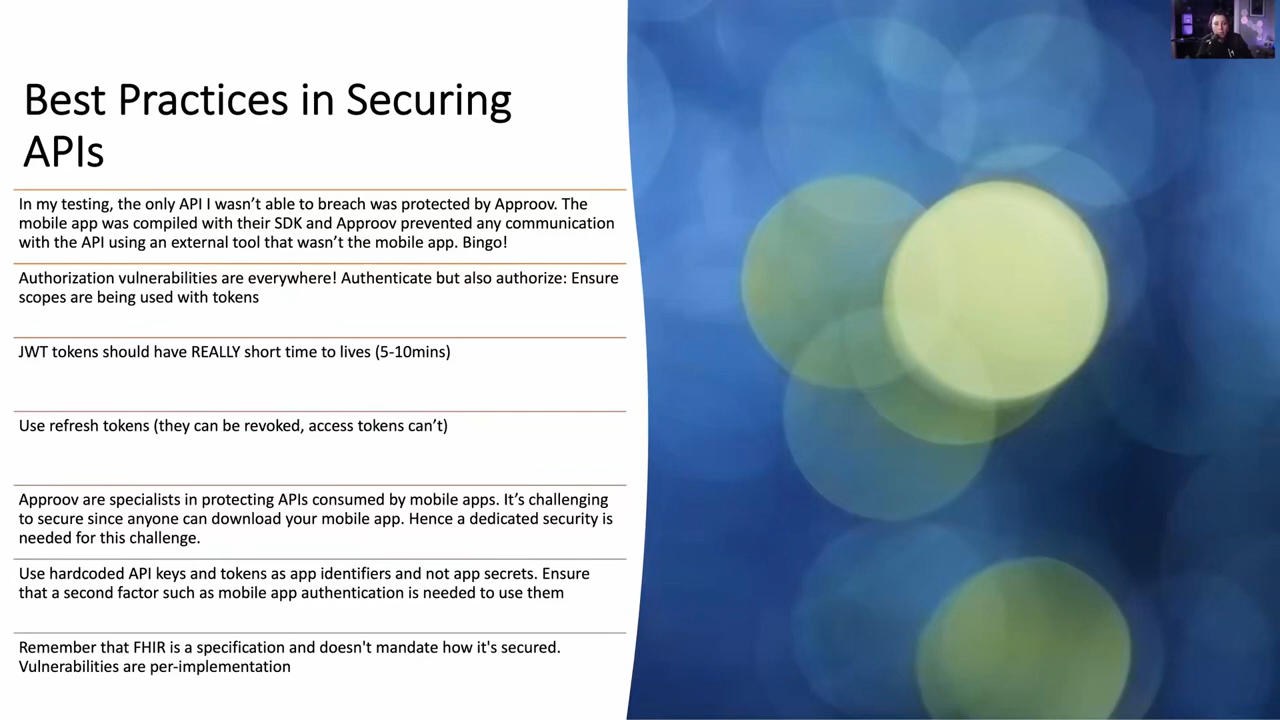 Best Practices in Securing
APIs
In my testing, the only API I wasn’t able to breach was protected by Approov. The
mobile app was compiled with their SDK and Approov prevented any communication
with the API using an external tool that wasn’t the mobile app. Bingo!
Authorization vulnerabilities are everywhere! Authenticate but also authorize: Ensure
scopes are being used with tokens
JWT tokens should have REALLY short time to lives (5-10mins)
Use refresh tokens (they can be revoked, access tokens can’t)
Approov are specialists in protecting APIs consumed by mobile apps. It’s challenging
to secure since anyone can download your mobile app. Hence a dedicated security is
needed for this challenge.
Use hardcoded API keys and tokens as app identifiers and not app secrets. Ensure
that a second factor such as mobile app authentication is needed to use them
Remember that FHIR is a specification and doesn't mandate how it's secured.
Vulnerabilities are per-implementation